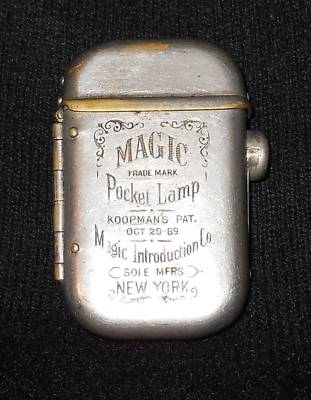 MAGIC
TRADE MARK
Pocket Lamp
KOOPMAN'S PAT.
OCT 29-89
Magic Introduction Co
SOLE MFRS
NEW YORK